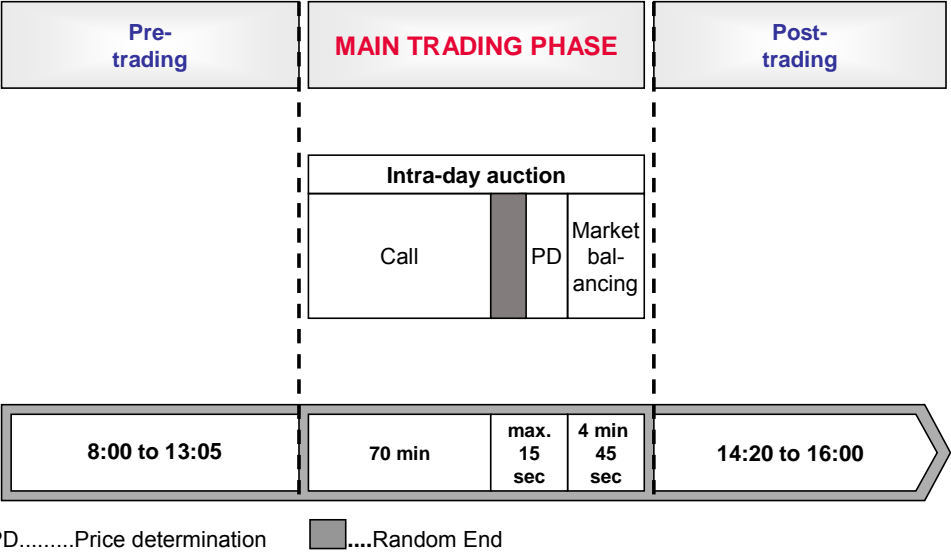 Pre-
trading
MAIN TRADING PHASE
Post-
trading
Intra-day auction
Call
PD
Market
bal-
ancing
8:00 to 13:05
70 min
max.
15
sec
4 min
45
sec
14:20 to 16:00
PD.........Price determination
....Random End